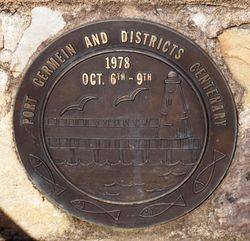 PORT GERMEIN AND DISTRICTS CENTENARY
1978
OCT. 6TH - 9TH